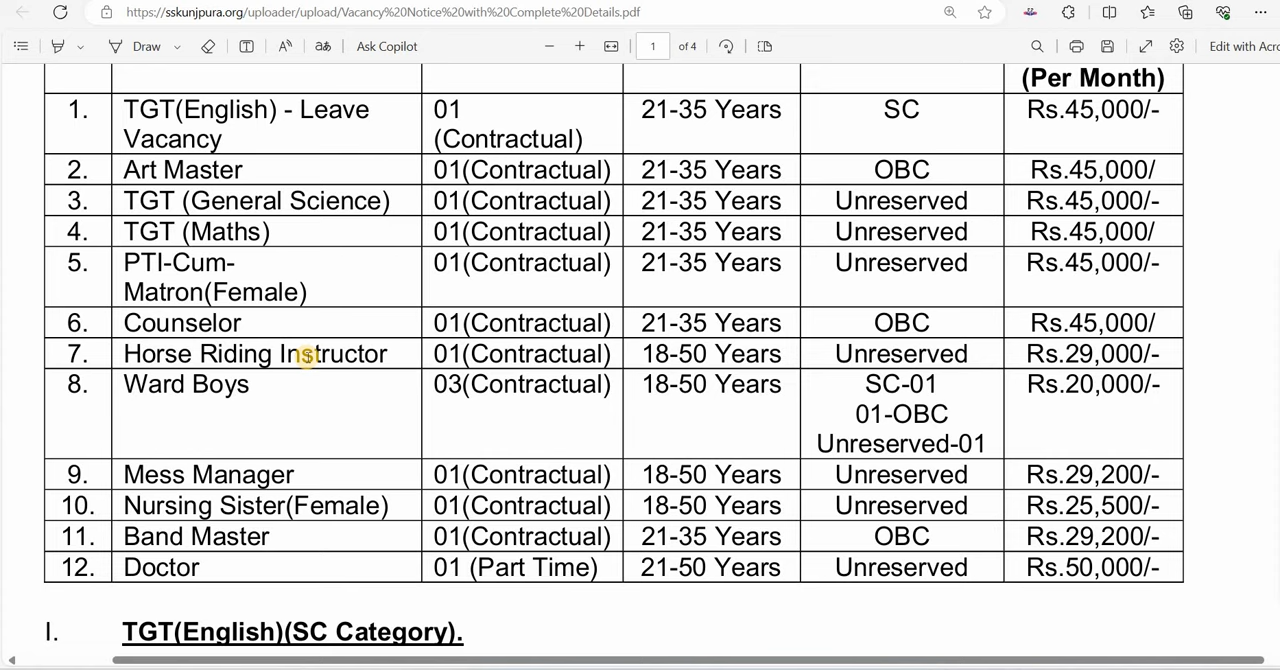 https://sskunjpura.org/uploader/upload/Vacancy%20Notice%20with%20Complete%20Details.pdf
Draw
Ask Copilot
1 of 4
Edit with Acro
(Per Month)
1. TGT(English) - Leave Vacancy 01 (Contractual) 21-35 Years SC Rs.45,000/-
2. Art Master 01(Contractual) 21-35 Years OBC Rs.45,000/
3. TGT (General Science) 01(Contractual) 21-35 Years Unreserved Rs.45,000/-
4. TGT (Maths) 01(Contractual) 21-35 Years Unreserved Rs.45,000/
5. PTI-Cum-Matron(Female) 01(Contractual) 21-35 Years Unreserved Rs.45,000/-
6. Counselor 01(Contractual) 21-35 Years OBC Rs.45,000/
7. Horse Riding Instructor 01(Contractual) 18-50 Years Unreserved Rs.29,000/-
8. Ward Boys 03(Contractual) 18-50 Years SC-01 01-OBC Unreserved-01 Rs.20,000/-
9. Mess Manager 01(Contractual) 18-50 Years Unreserved Rs.29,200/-
10. Nursing Sister(Female) 01(Contractual) 18-50 Years Unreserved Rs.25,500/-
11. Band Master 01(Contractual) 21-35 Years OBC Rs.29,200/-
12. Doctor 01 (Part Time) 21-50 Years Unreserved Rs.50,000/-
I. TGT(English)(SC Category).